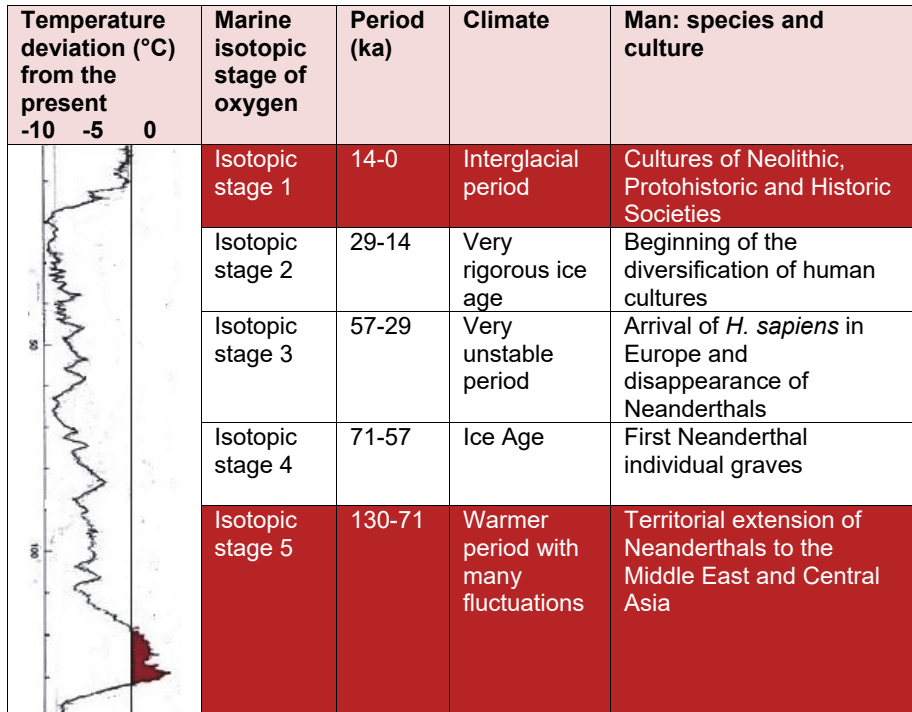 Temperature
deviation (°C)
from the
present
-10 -5 0
Marine
isotopic
stage of
oxygen
Period
(ka)
Climate
Man: species and
culture
Isotopic
stage 1
14-0
Interglacial
period
Cultures of Neolithic,
Protohistoric and Historic
Societies
Isotopic
stage 2
29-14
Very
rigorous ice
age
Beginning of the
diversification of human
cultures
Isotopic
stage 3
57-29
Very
unstable
period
Arrival of H. sapiens in
Europe and
disappearance of
Neanderthals
Isotopic
stage 4
71-57
Ice Age
First Neanderthal
individual graves
Isotopic
stage 5
130-71
Warmer
period with
many
fluctuations
Territorial extension of
Neanderthals to the
Middle East and Central
Asia
50
100